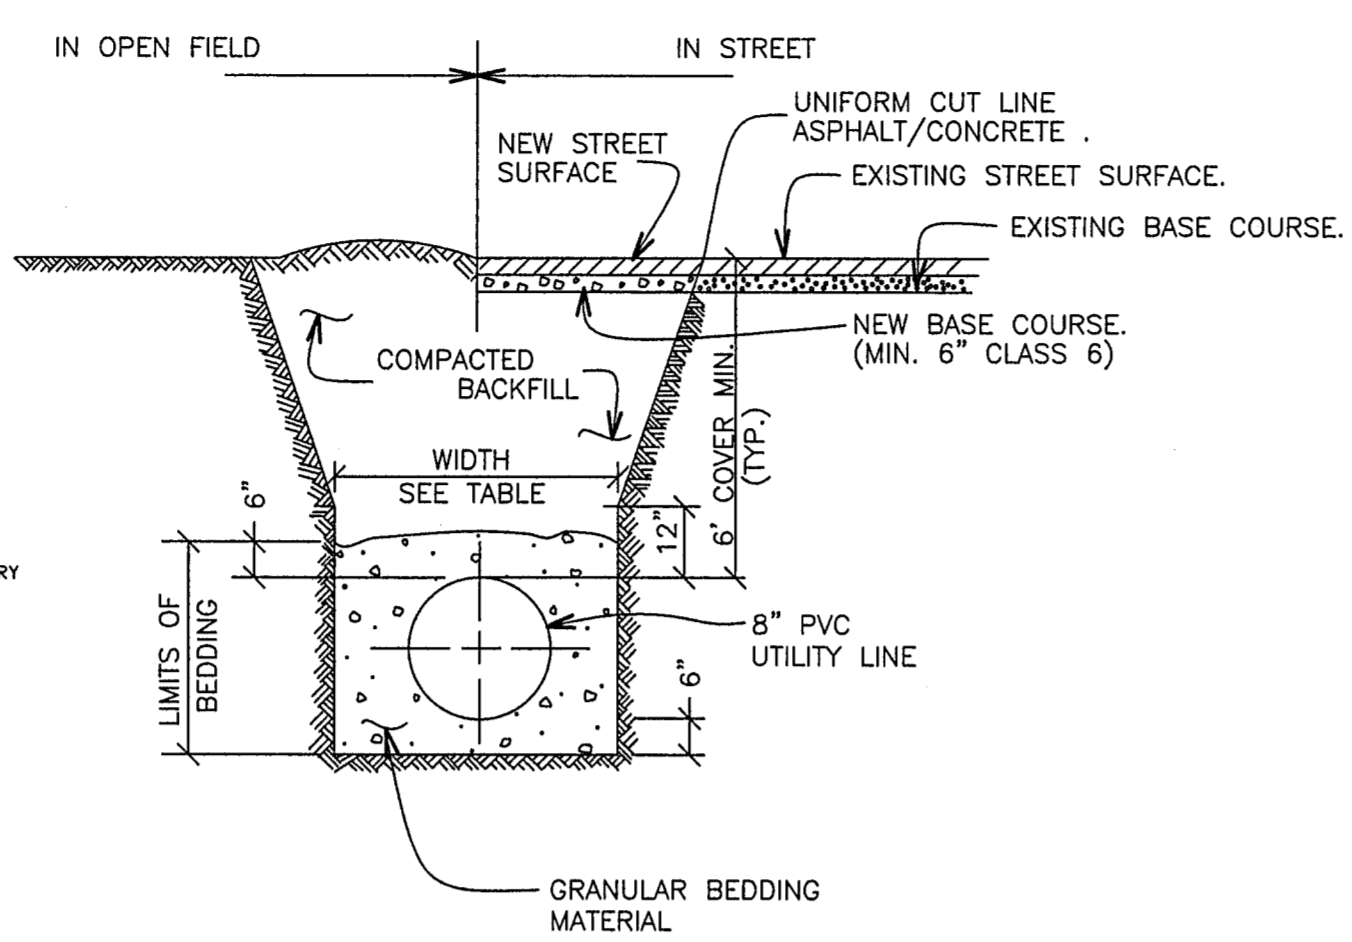 IN OPEN FIELD
IN STREET
UNIFORM CUT LINE
ASPHALT/CONCRETE .
NEW STREET
SURFACE
EXISTING STREET SURFACE.
EXISTING BASE COURSE.
NEW BASE COURSE.
(MIN. 6" CLASS 6)
COMPACTED
BACKFILL
6' COVER MIN.
(TYP.)
WIDTH
SEE TABLE
6"
12"
RY
LIMITS OF
BEDDING
8" PVC
UTILITY LINE
6"
GRANULAR BEDDING
MATERIAL